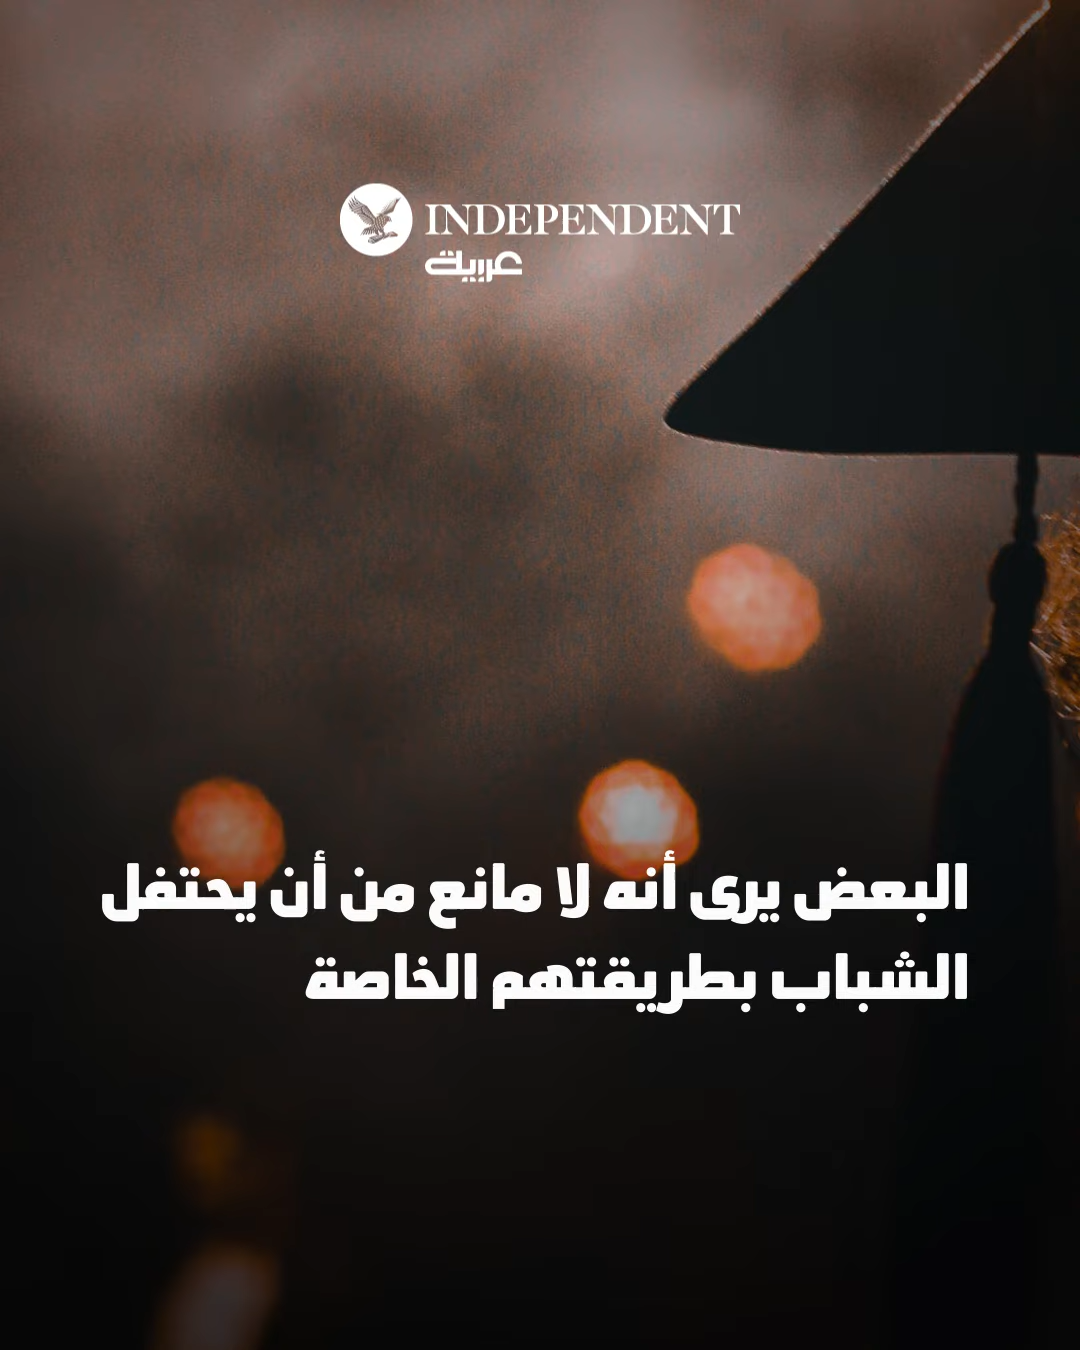 INDEPENDENT
عربية
البعض يرى أنه لا مانع من أن يحتفل
الشباب بطريقتهم الخاصة